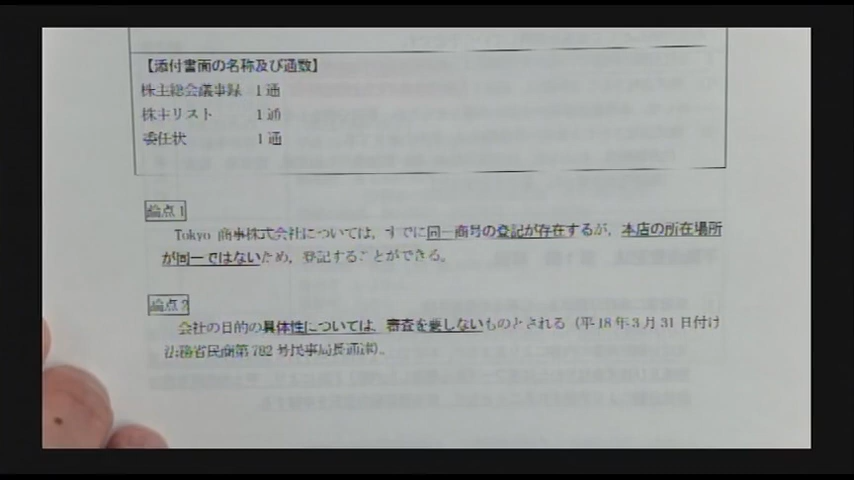 【添付書面の名称及び通数】
株主総会議事録 1通
株主リスト 1通
委任状 1通
論点1
Tokyo 商事株式会社については，すでに同一商号の登記が存在するが，本店の所在場所
が同一ではないため，登記することができる。
論点2
会社の目的の具体性については，審査を要しないものとされる（平18年3月31日付け
法務省民商第782号民事局長通達）。